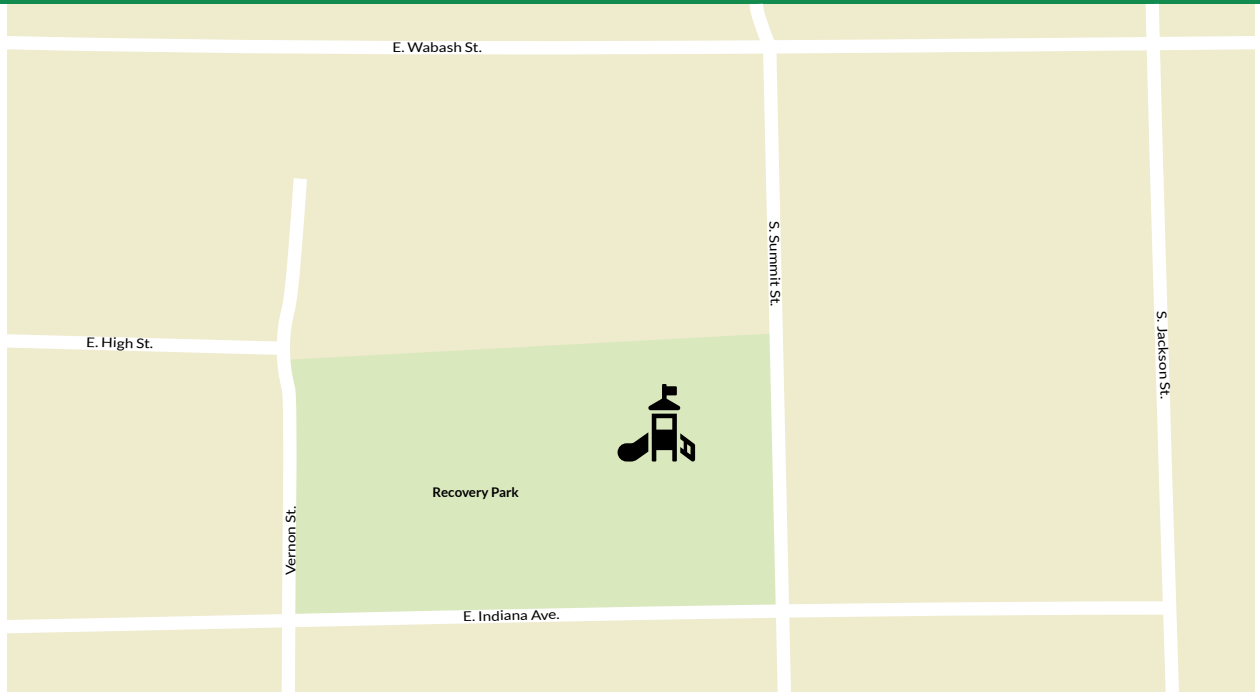 E. Wabash St.
S. Summit St.
S. Jackson St.
E. High St.
Recovery Park
Vernon St.
E. Indiana Ave.